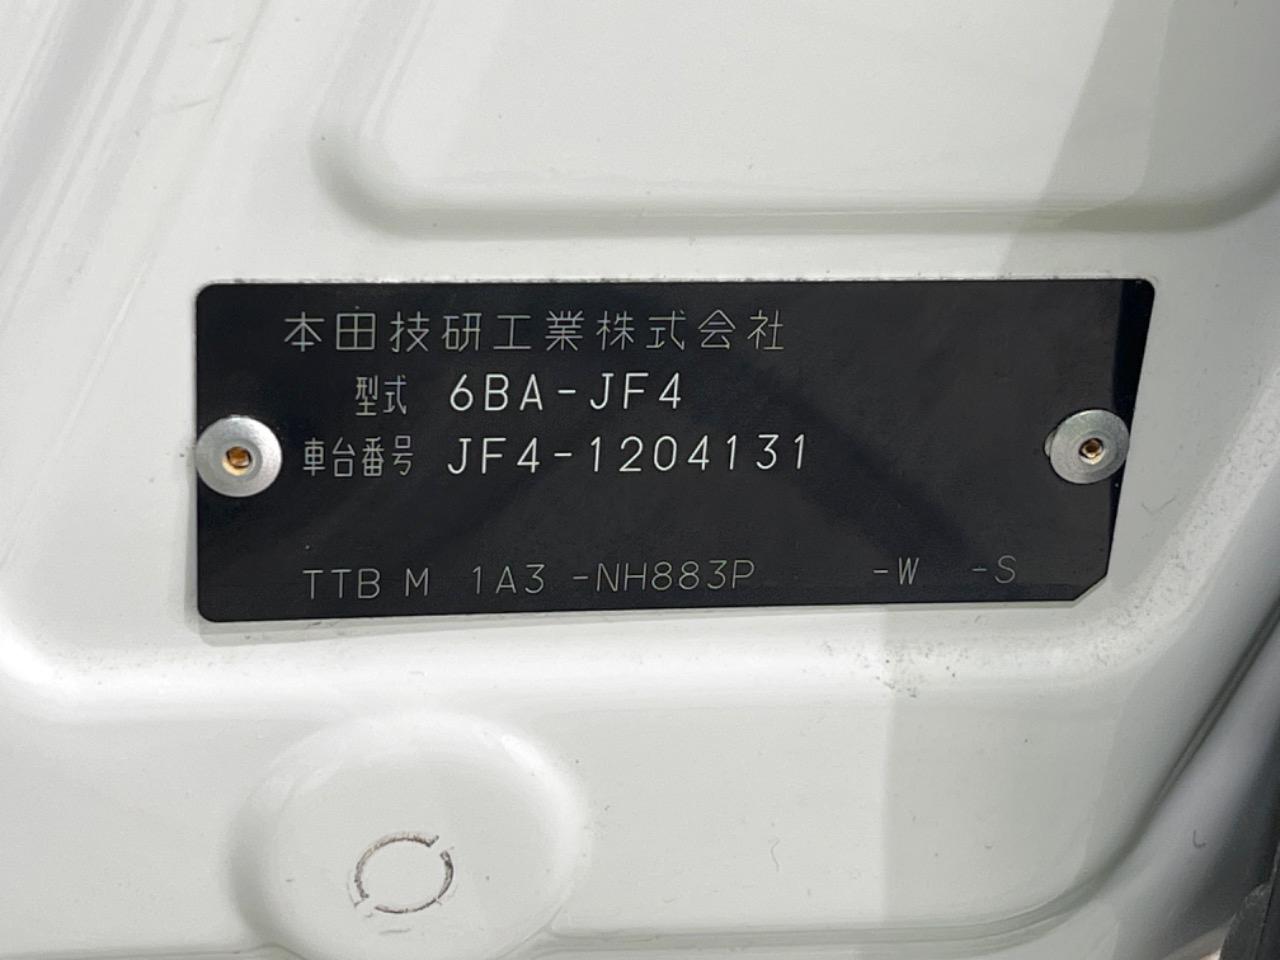 本田技研工業株式会社
型式 6BA-JF4
車台番号 JF4-1204131
TTB M 1A3 -NH883P -W -S